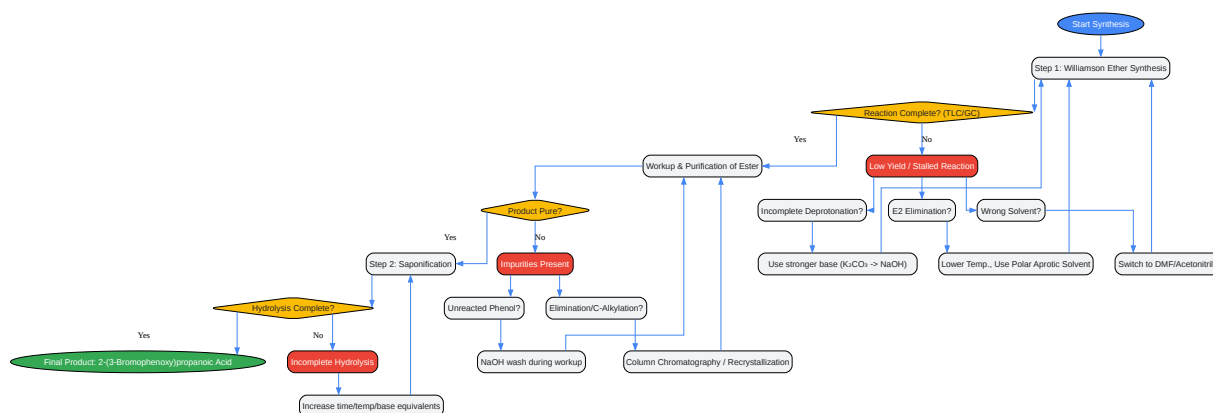 Start Synthesis
Step 1: Williamson Ether Synthesis
Reaction Complete? (TLC/GC)
Yes
No
Workup & Purification of Ester
Low Yield / Stalled Reaction
Product Pure?
Incomplete Deprotonation?
E2 Elimination?
Wrong Solvent?
Yes
No
Step 2: Saponification
Impurities Present
Use stronger base (K₂CO₃ -> NaOH)
Lower Temp., Use Polar Aprotic Solvent
Switch to DMF/Acetonitril
Hydrolysis Complete?
Unreacted Phenol?
Elimination/C-Alkylation?
Yes
No
Final Product: 2-(3-Bromophenoxy)propanoic Acid
Incomplete Hydrolysis
NaOH wash during workup
Column Chromatography / Recrystallization
Increase time/temp/base equivalents